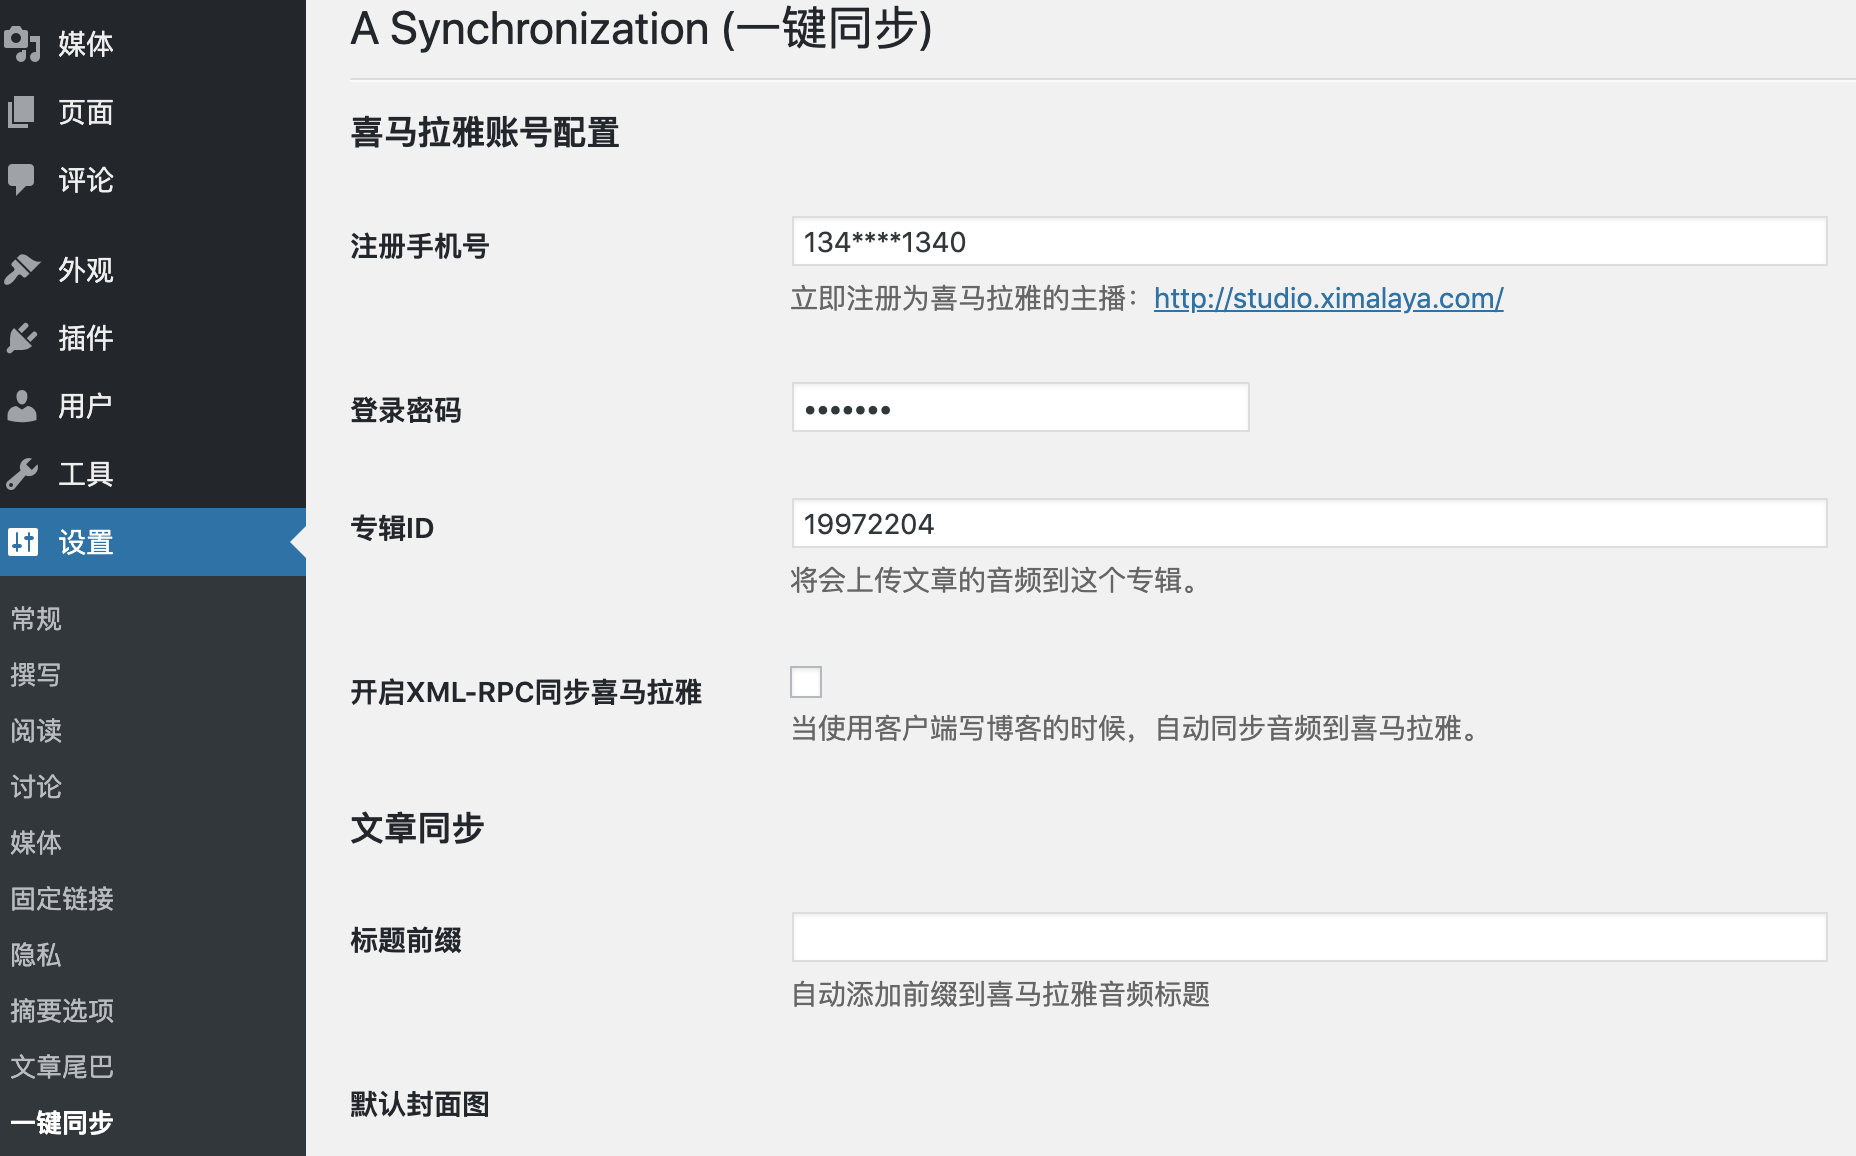 媒体
页面
评论
外观
插件
用户
工具
设置
常规
撰写
阅读
讨论
媒体
固定链接
隐私
摘要选项
文章尾巴
一键同步
A Synchronization (一键同步)
喜马拉雅账号配置
注册手机号
134****1340
立即注册为喜马拉雅的主播：http://studio.ximalaya.com/
登录密码
•••••••
专辑ID
19972204
将会上传文章的音频到这个专辑。
开启XML-RPC同步喜马拉雅
当使用客户端写博客的时候，自动同步音频到喜马拉雅。
文章同步
标题前缀
自动添加前缀到喜马拉雅音频标题
默认封面图